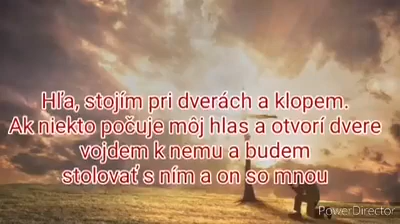 Hľa, stojím pri dverách a klopem.
Ak niekto počuje môj hlas a otvorí dvere
vojdem k nemu a budem
stolovať s ním a on so mnou
PowerDirector